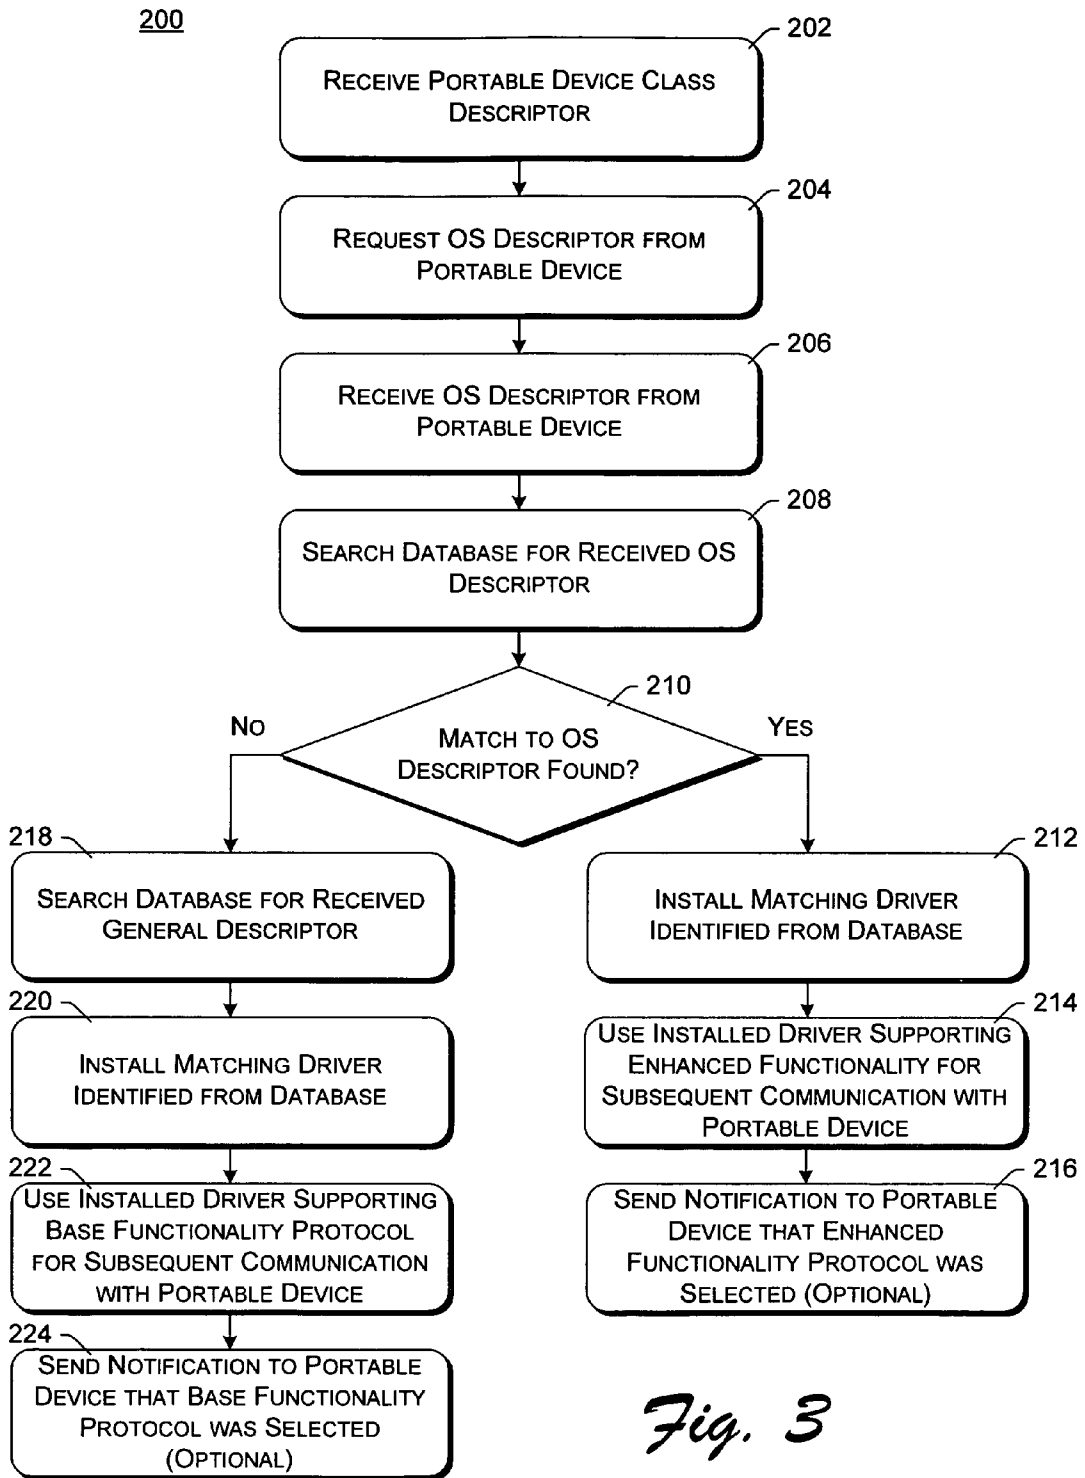 200
202
RECEIVE PORTABLE DEVICE CLASS
DESCRIPTOR
204
REQUEST OS DESCRIPTOR FROM
PORTABLE DEVICE
206
RECEIVE OS DESCRIPTOR FROM
PORTABLE DEVICE
208
SEARCH DATABASE FOR RECEIVED OS
DESCRIPTOR
210
MATCH TO OS
DESCRIPTOR FOUND?
NO
YES
218
SEARCH DATABASE FOR RECEIVED
GENERAL DESCRIPTOR
220
INSTALL MATCHING DRIVER
IDENTIFIED FROM DATABASE
222
USE INSTALLED DRIVER SUPPORTING
BASE FUNCTIONALITY PROTOCOL
FOR SUBSEQUENT COMMUNICATION
WITH PORTABLE DEVICE
224
SEND NOTIFICATION TO PORTABLE
DEVICE THAT BASE FUNCTIONALITY
PROTOCOL WAS SELECTED
(OPTIONAL)
212
INSTALL MATCHING DRIVER
IDENTIFIED FROM DATABASE
214
USE INSTALLED DRIVER SUPPORTING
ENHANCED FUNCTIONALITY FOR
SUBSEQUENT COMMUNICATION WITH
PORTABLE DEVICE
216
SEND NOTIFICATION TO PORTABLE
DEVICE THAT ENHANCED
FUNCTIONALITY PROTOCOL WAS
SELECTED (OPTIONAL)
Fig. 3